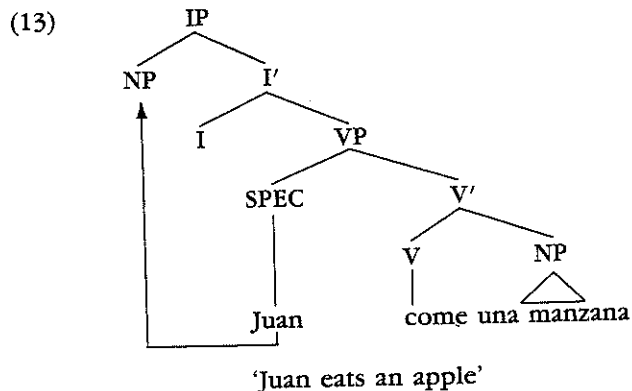 (13)
IP
NP I′
I VP
SPEC V′
V NP
Juan come una manzana
'Juan eats an apple'